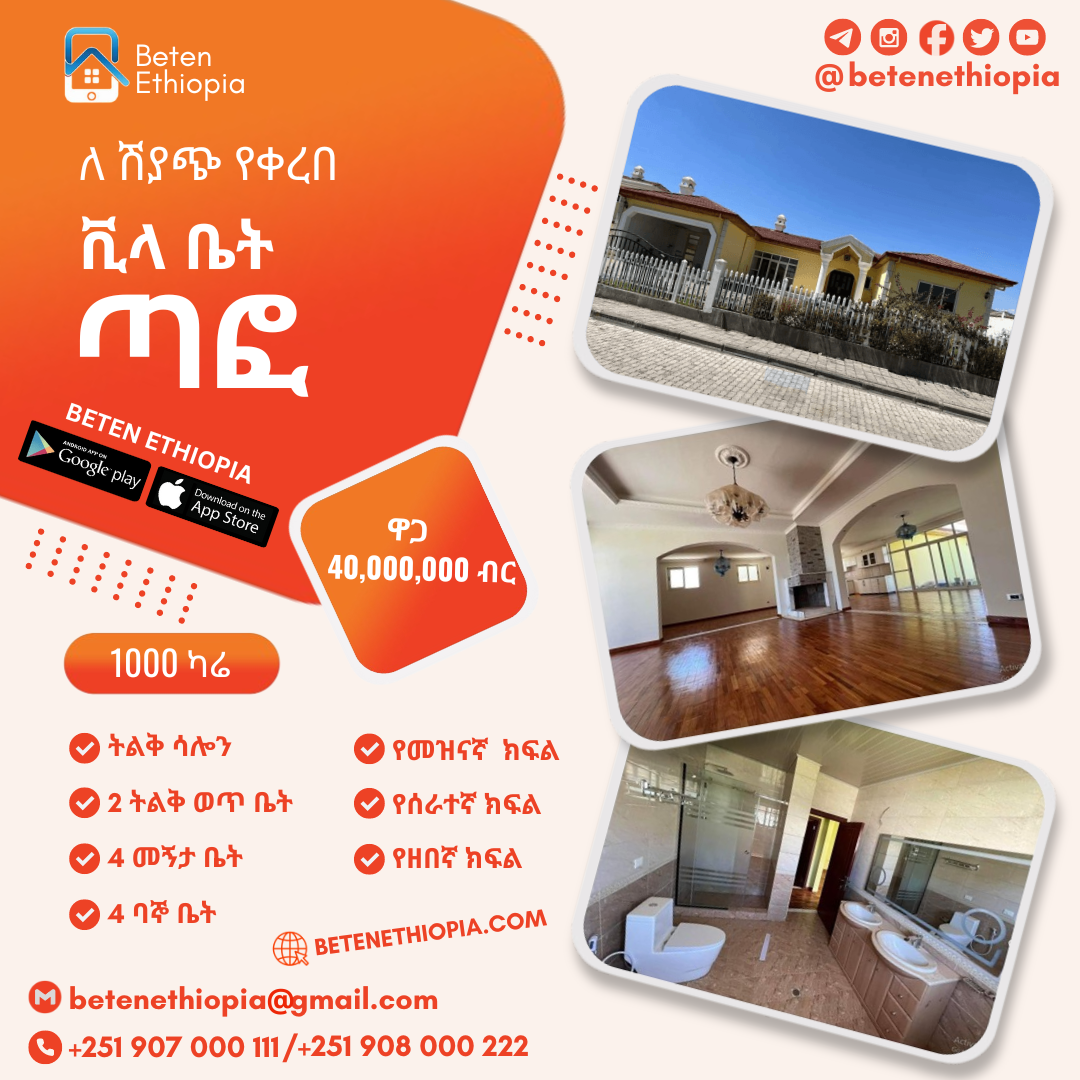 Beten
Ethiopia
@betenethiopia
ለ ሽያጭ የቀረበ
ቪላ ቤት
ጣፎ
BETEN ETHIOPIA
ANDROID APP ON
Google play
Download on the
App Store
ዋጋ
40,000,000 ብር
1000 ካሬ
ትልቅ ሳሎን
2 ትልቅ ወጥ ቤት
4 መኝታ ቤት
4 ባኞ ቤት
የመዝናኛ ክፍል
የሰራተኛ ክፍል
የዘበኛ ክፍል
BETENETHIOPIA.COM
betenethiopia@gmail.com
+251 907 000 111/+251 908 000 222